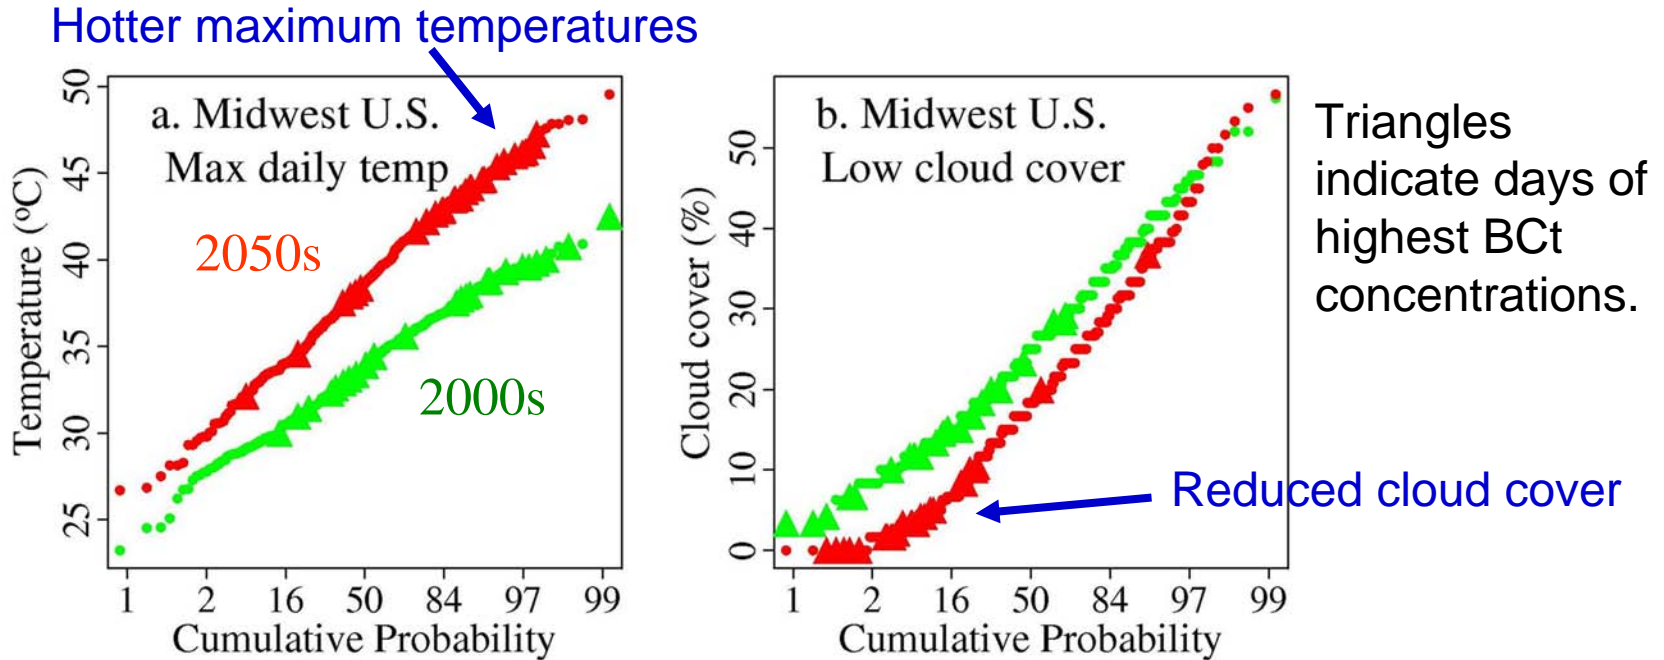 Hotter maximum temperatures
a. Midwest U.S.
Max daily temp
2050s
2000s
Temperature (ºC)
50
45
40
35
30
25
1 2 16 50 84 97 99
Cumulative Probability
b. Midwest U.S.
Low cloud cover
Cloud cover (%)
50
40
30
20
10
0
1 2 16 50 84 97 99
Cumulative Probability
Reduced cloud cover
Triangles
indicate days of
highest BCt
concentrations.